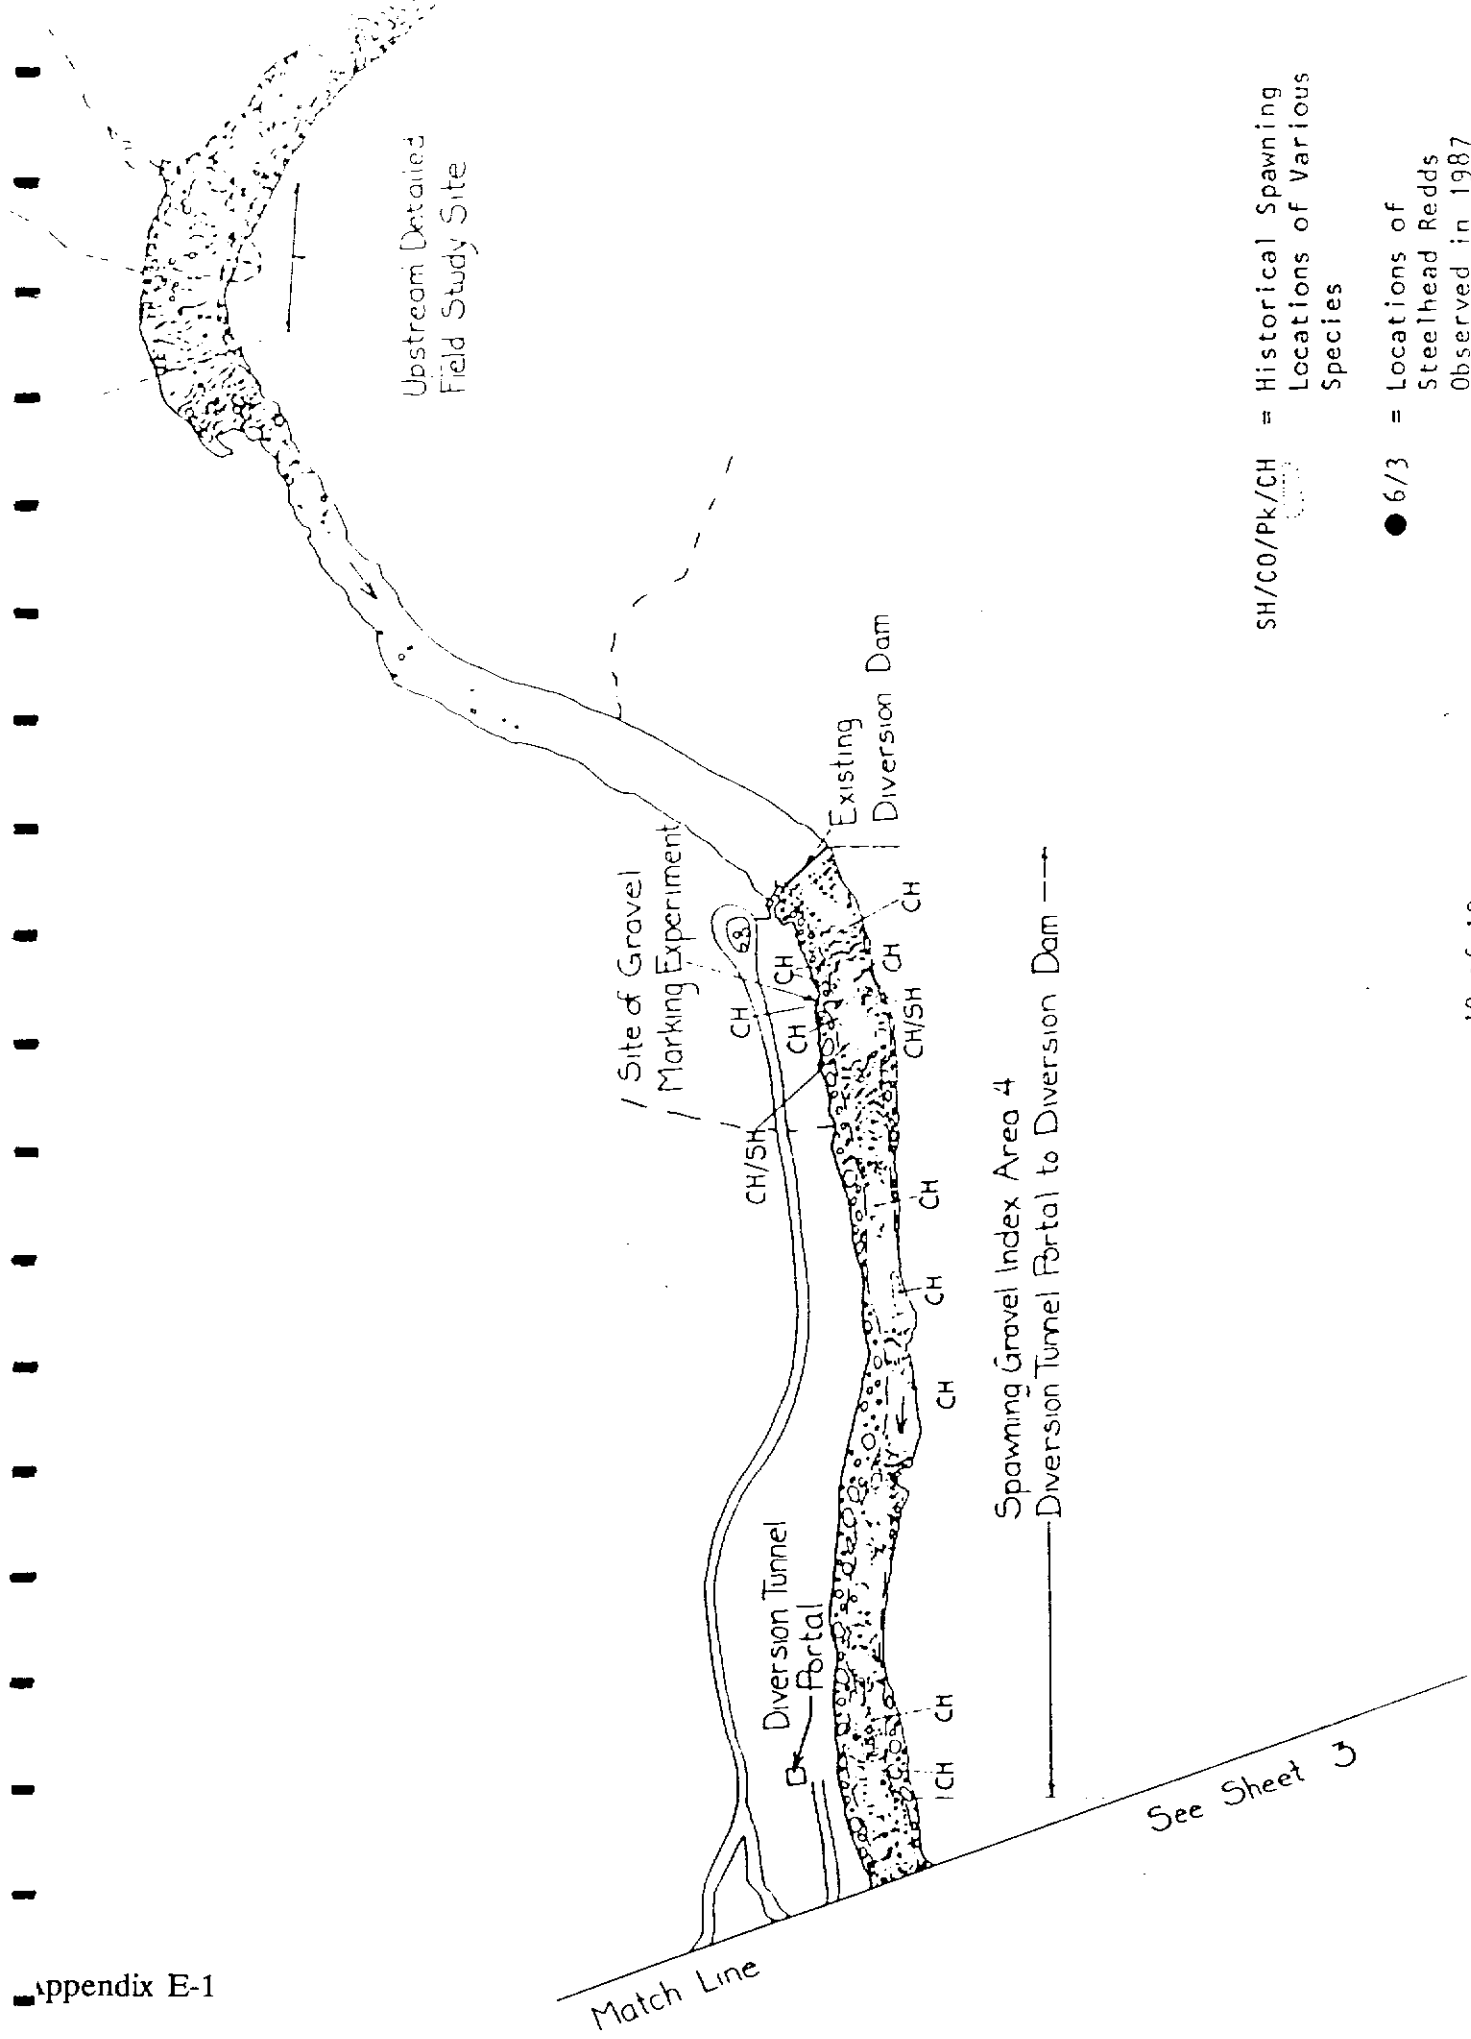 Upstream Detailed
Field Study Site
SH/CO/Pk/CH = Historical Spawning
Locations of Various
Species
6/3 = Locations of
Steelhead Redds
Observed in 1987
Existing
Diversion Dam
Site of Gravel
Marking Experiment
CH
CH
CH
CH/SH
CH
CH
CH/SH
CH
CH
CH
CH
CH
Spawning Gravel Index Area 4
Diversion Tunnel Portal to Diversion Dam
Diversion Tunnel
Portal
See Sheet 3
Match Line
Appendix E-1